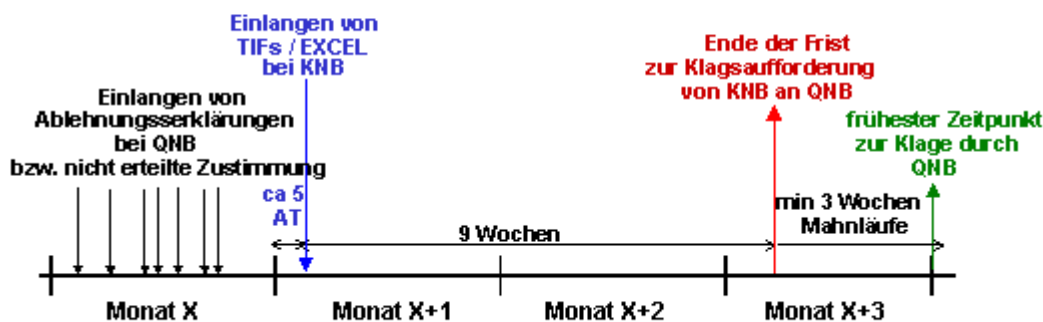 Einlangen von
TIFs / EXCEL
bei KNB
Ende der Frist
zur Klagsaufforderung
von KNB an QNB
Einlangen von
Ablehnungsserklärungen
bei QNB
bzw. nicht erteilte Zustimmung
frühester Zeitpunkt
zur Klage durch
QNB
ca 5
AT
9 Wochen
min 3 Wochen
Mahnläufe
Monat X
Monat X+1
Monat X+2
Monat X+3